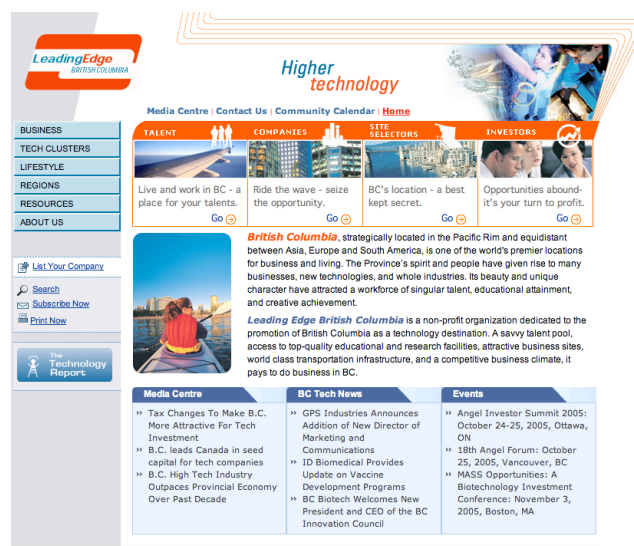 LeadingEdge
BRITISH COLUMBIA
Higher
technology
Media Centre | Contact Us | Community Calendar | Home
BUSINESS
TECH CLUSTERS
LIFESTYLE
REGIONS
RESOURCES
ABOUT US
List Your Company
Search
Subscribe Now
Print Now
The
Technology
Report
TALENT
Live and work in BC - a
place for your talents.
Go
COMPANIES
Ride the wave - seize
the opportunity.
Go
SITE
SELECTORS
BC's location - a best
kept secret.
Go
INVESTORS
Opportunities abound-
it's your turn to profit.
Go
British Columbia, strategically located in the Pacific Rim and equidistant
between Asia, Europe and South America, is one of the world's premier locations
for business and living. The Province's spirit and people have given rise to many
businesses, new technologies, and whole industries. Its beauty and unique
character have attracted a workforce of singular talent, educational attainment,
and creative achievement.
Leading Edge British Columbia is a non-profit organization dedicated to the
promotion of British Columbia as a technology destination. A savvy talent pool,
access to top-quality educational and research facilities, attractive business sites,
world class transportation infrastructure, and a competitive business climate, it
pays to do business in BC.
Media Centre
Tax Changes To Make B.C.
More Attractive For Tech
Investment
B.C. leads Canada in seed
capital for tech companies
B.C. High Tech Industry
Outpaces Provincial Economy
Over Past Decade
BC Tech News
GPS Industries Announces
Addition of New Director of
Marketing and
Communications
ID Biomedical Provides
Update on Vaccine
Development Programs
BC Biotech Welcomes New
President and CEO of the BC
Innovation Council
Events
Angel Investor Summit 2005:
October 24-25, 2005, Ottawa,
ON
18th Angel Forum: October
25, 2005, Vancouver, BC
MASS Opportunities: A
Biotechnology Investment
Conference: November 3,
2005, Boston, MA